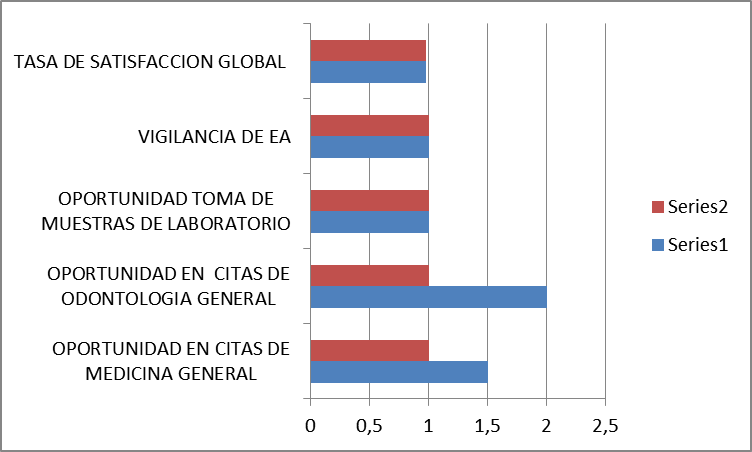 TASA DE SATISFACCION GLOBAL
VIGILANCIA DE EA
OPORTUNIDAD TOMA DE
MUESTRAS DE LABORATORIO
OPORTUNIDAD EN  CITAS DE
ODONTOLOGIA GENERAL
OPORTUNIDAD EN CITAS DE
MEDICINA GENERAL
0 0,5 1 1,5 2 2,5
Series2
Series1